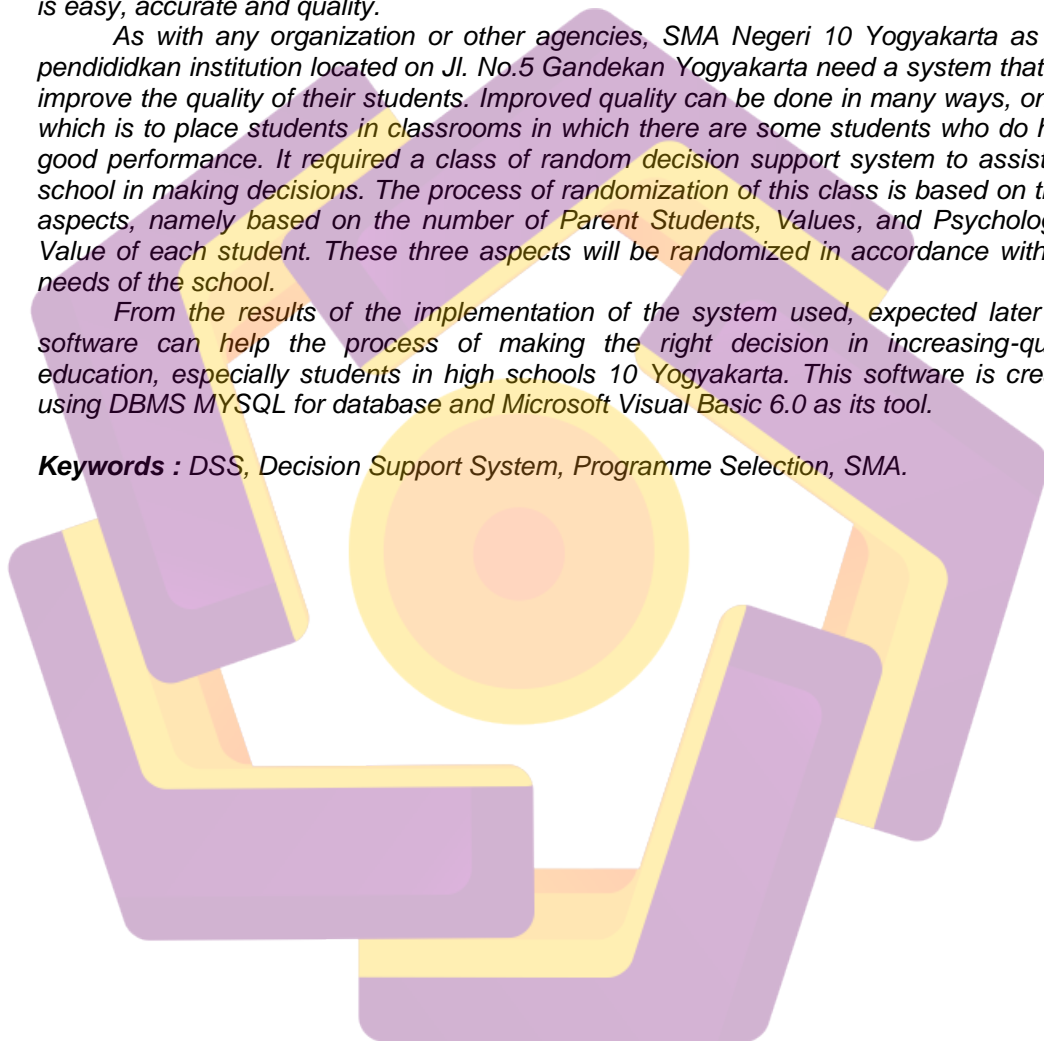 is easy, accurate and quality.
As with any organization or other agencies, SMA Negeri 10 Yogyakarta as
pendididkan institution located on Jl. No.5 Gandekan Yogyakarta need a system that
improve the quality of their students. Improved quality can be done in many ways, on
which is to place students in classrooms in which there are some students who do h
good performance. It required a class of random decision support system to assist
school in making decisions. The process of randomization of this class is based on th
aspects, namely based on the number of Parent Students, Values, and Psycholog
Value of each student. These three aspects will be randomized in accordance with
needs of the school.
From the results of the implementation of the system used, expected later
software can help the process of making the right decision in increasing-qu
education, especially students in high schools 10 Yogyakarta. This software is crea
using DBMS MYSQL for database and Microsoft Visual Basic 6.0 as its tool.
Keywords : DSS, Decision Support System, Programme Selection, SMA.